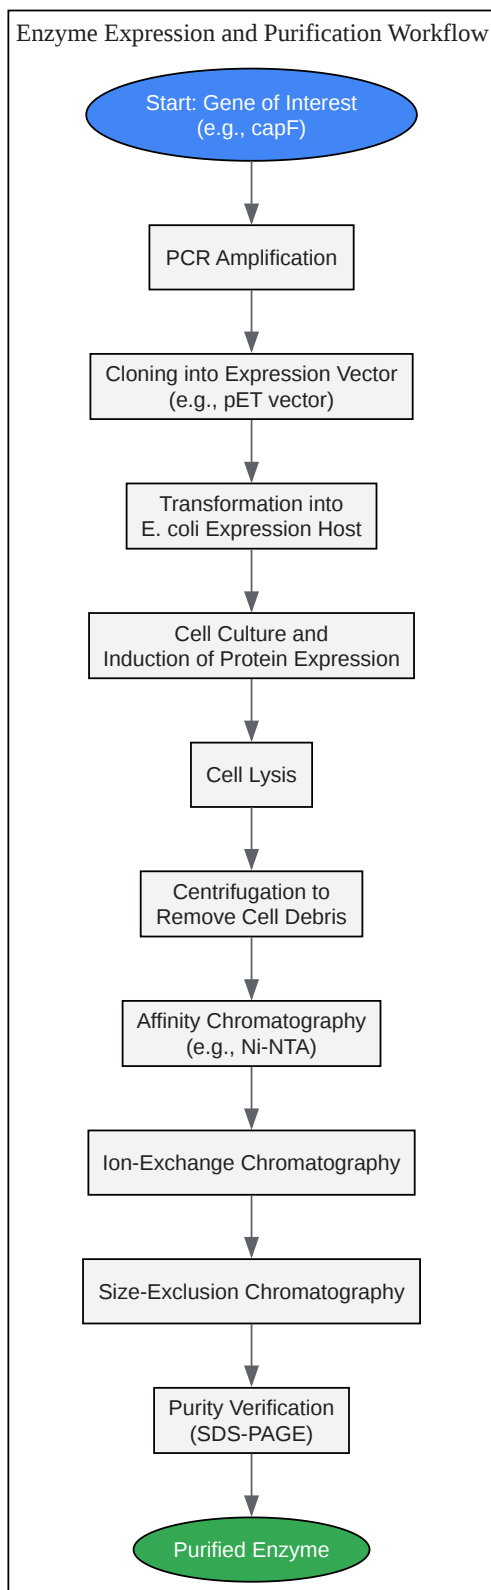 Enzyme Expression and Purification Workflow
Start: Gene of Interest
(e.g., capF)
PCR Amplification
Cloning into Expression Vector
(e.g., pET vector)
Transformation into
E. coli Expression Host
Cell Culture and
Induction of Protein Expression
Cell Lysis
Centrifugation to
Remove Cell Debris
Affinity Chromatography
(e.g., Ni-NTA)
Ion-Exchange Chromatography
Size-Exclusion Chromatography
Purity Verification
(SDS-PAGE)
Purified Enzyme